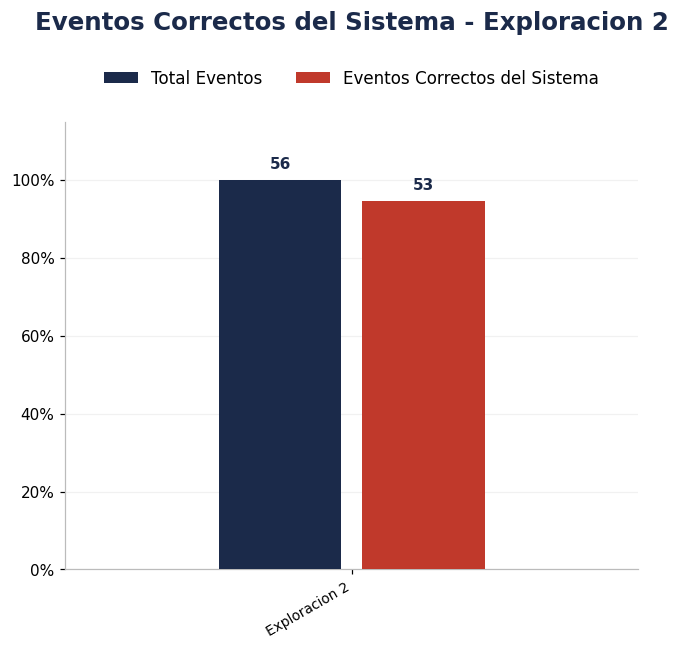 Eventos Correctos del Sistema - Exploracion 2
Total Eventos
Eventos Correctos del Sistema
56
53
100%
80%
60%
40%
20%
0%
Exploracion 2